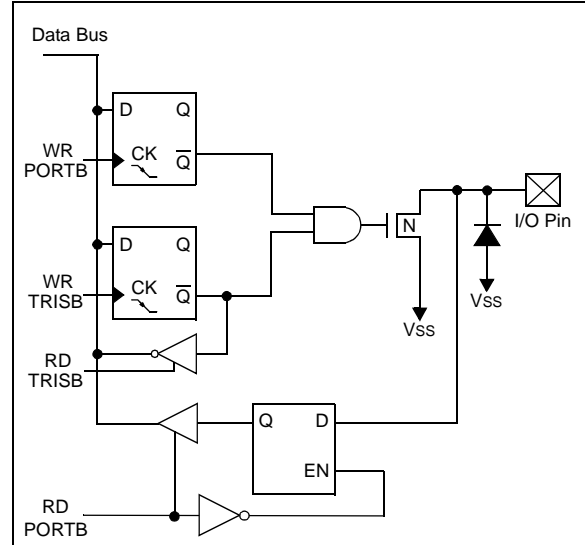 Data Bus
D Q
WR
PORTB
CK
Q̅
N
I/O Pin
D Q
WR
TRISB
CK
Q̅
VSS
VSS
RD
TRISB
Q D
EN
RD
PORTB